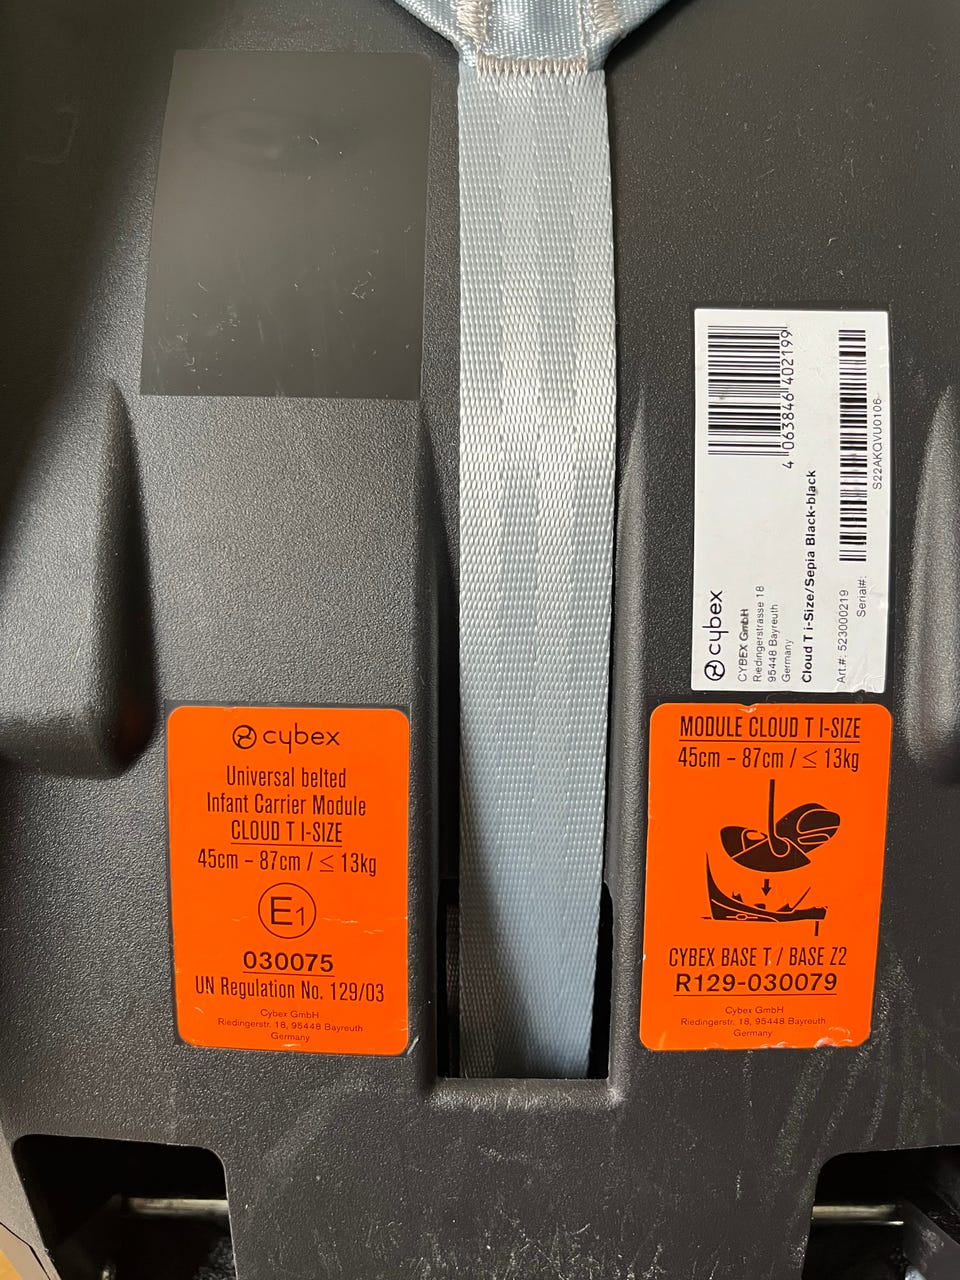 cybex
Universal belted
Infant Carrier Module
CLOUD T I-SIZE
45cm – 87cm / ≤ 13kg
E1
030075
UN Regulation No. 129/03
Cybex GmbH
Riedingerstr. 18, 95448 Bayreuth
Germany
4 063846 402199
cybex
CYBEX GmbH
Riedingerstrasse 18
95448 Bayreuth
Germany
Cloud T i-Size/Sepia Black-black
Art.#: 523000219
Serial#:
S22AKQVU0106
MODULE CLOUD T I-SIZE
45cm – 87cm / ≤ 13kg
CYBEX BASE T / BASE Z2
R129-030079
Cybex GmbH
Riedingerstr. 18, 95448 Bayreuth
Germany